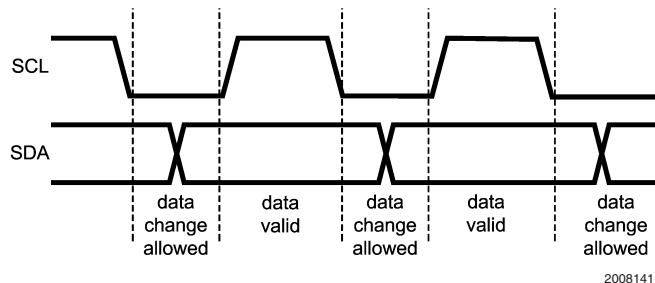 SCL
SDA
data
change
allowed
data
valid
data
change
allowed
data
valid
data
change
allowed
2008141